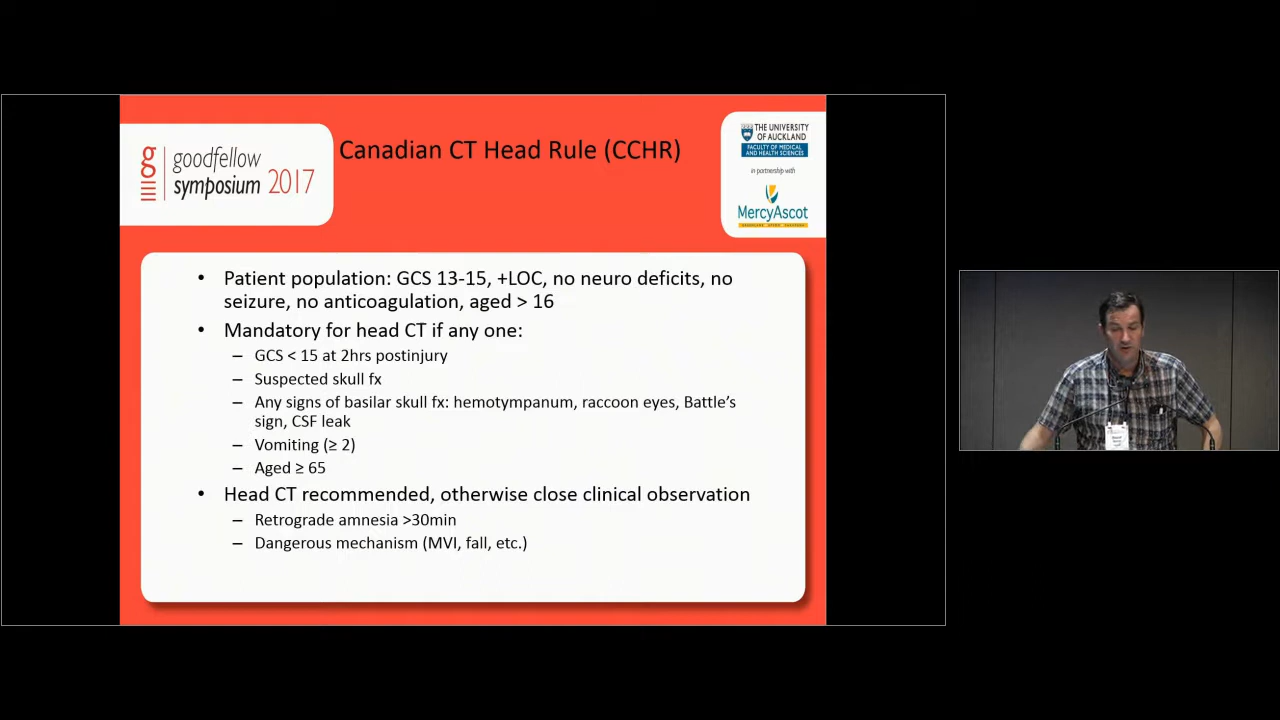 goodfellow
symposium 2017
Canadian CT Head Rule (CCHR)
THE UNIVERSITY
OF AUCKLAND
FACULTY OF MEDICAL
AND HEALTH SCIENCES
in partnership with
MercyAscot
• Patient population: GCS 13-15, +LOC, no neuro deficits, no
seizure, no anticoagulation, aged > 16
• Mandatory for head CT if any one:
– GCS < 15 at 2hrs postinjury
– Suspected skull fx
– Any signs of basilar skull fx: hemotympanum, raccoon eyes, Battle's
sign, CSF leak
– Vomiting (≥ 2)
– Aged ≥ 65
• Head CT recommended, otherwise close clinical observation
– Retrograde amnesia >30min
– Dangerous mechanism (MVI, fall, etc.)